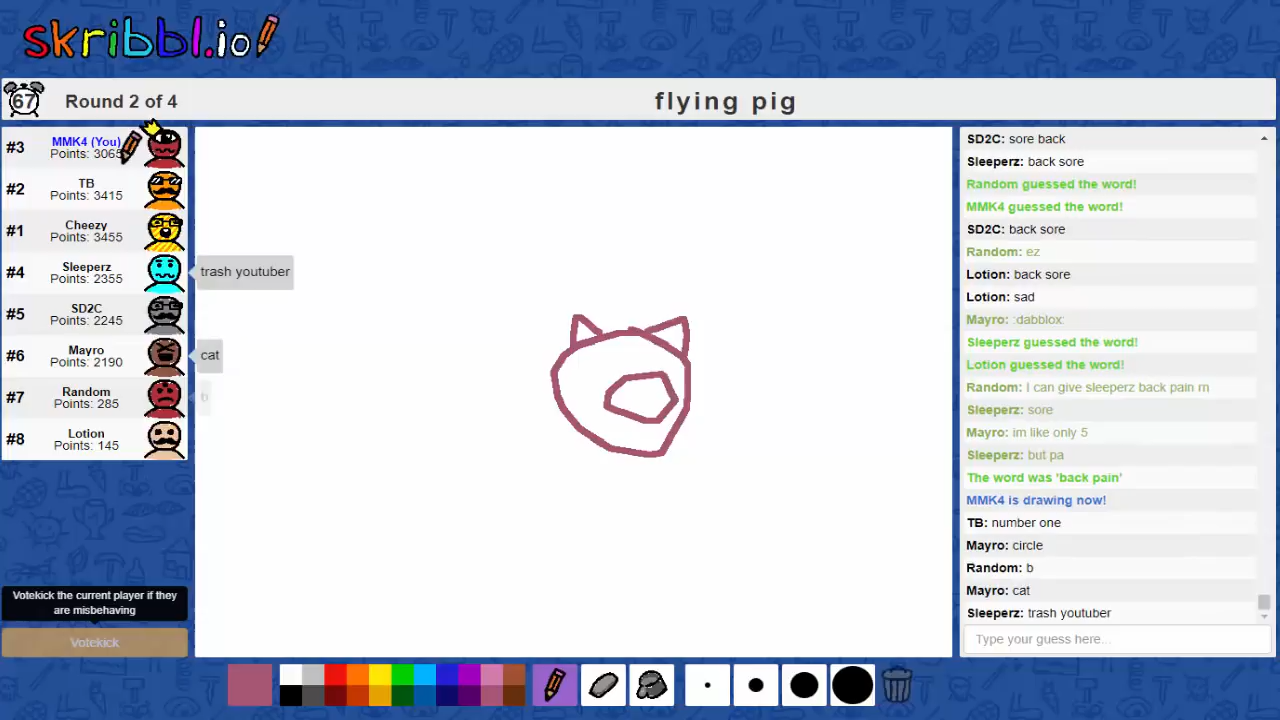 skribbl.io
67
Round 2 of 4
flying pig
#3
MMK4 (You)
Points: 3065
#2
TB
Points: 3415
#1
Cheezy
Points: 3455
#4
Sleeperz
Points: 2355
#5
SD2C
Points: 2245
#6
Mayro
Points: 2190
#7
Random
Points: 285
#8
Lotion
Points: 145
trash youtuber
cat
b
Votekick the current player if they
are misbehaving
Votekick
SD2C: sore back
Sleeperz: back sore
Random guessed the word!
MMK4 guessed the word!
SD2C: back sore
Random: ez
Lotion: back sore
Lotion: sad
Mayro: :dabblox:
Sleeperz guessed the word!
Lotion guessed the word!
Random: I can give sleeperz back pain rn
Sleeperz: sore
Mayro: im like only 5
Sleeperz: but pa
The word was 'back pain'
MMK4 is drawing now!
TB: number one
Mayro: circle
Random: b
Mayro: cat
Sleeperz: trash youtuber
Type your guess here...